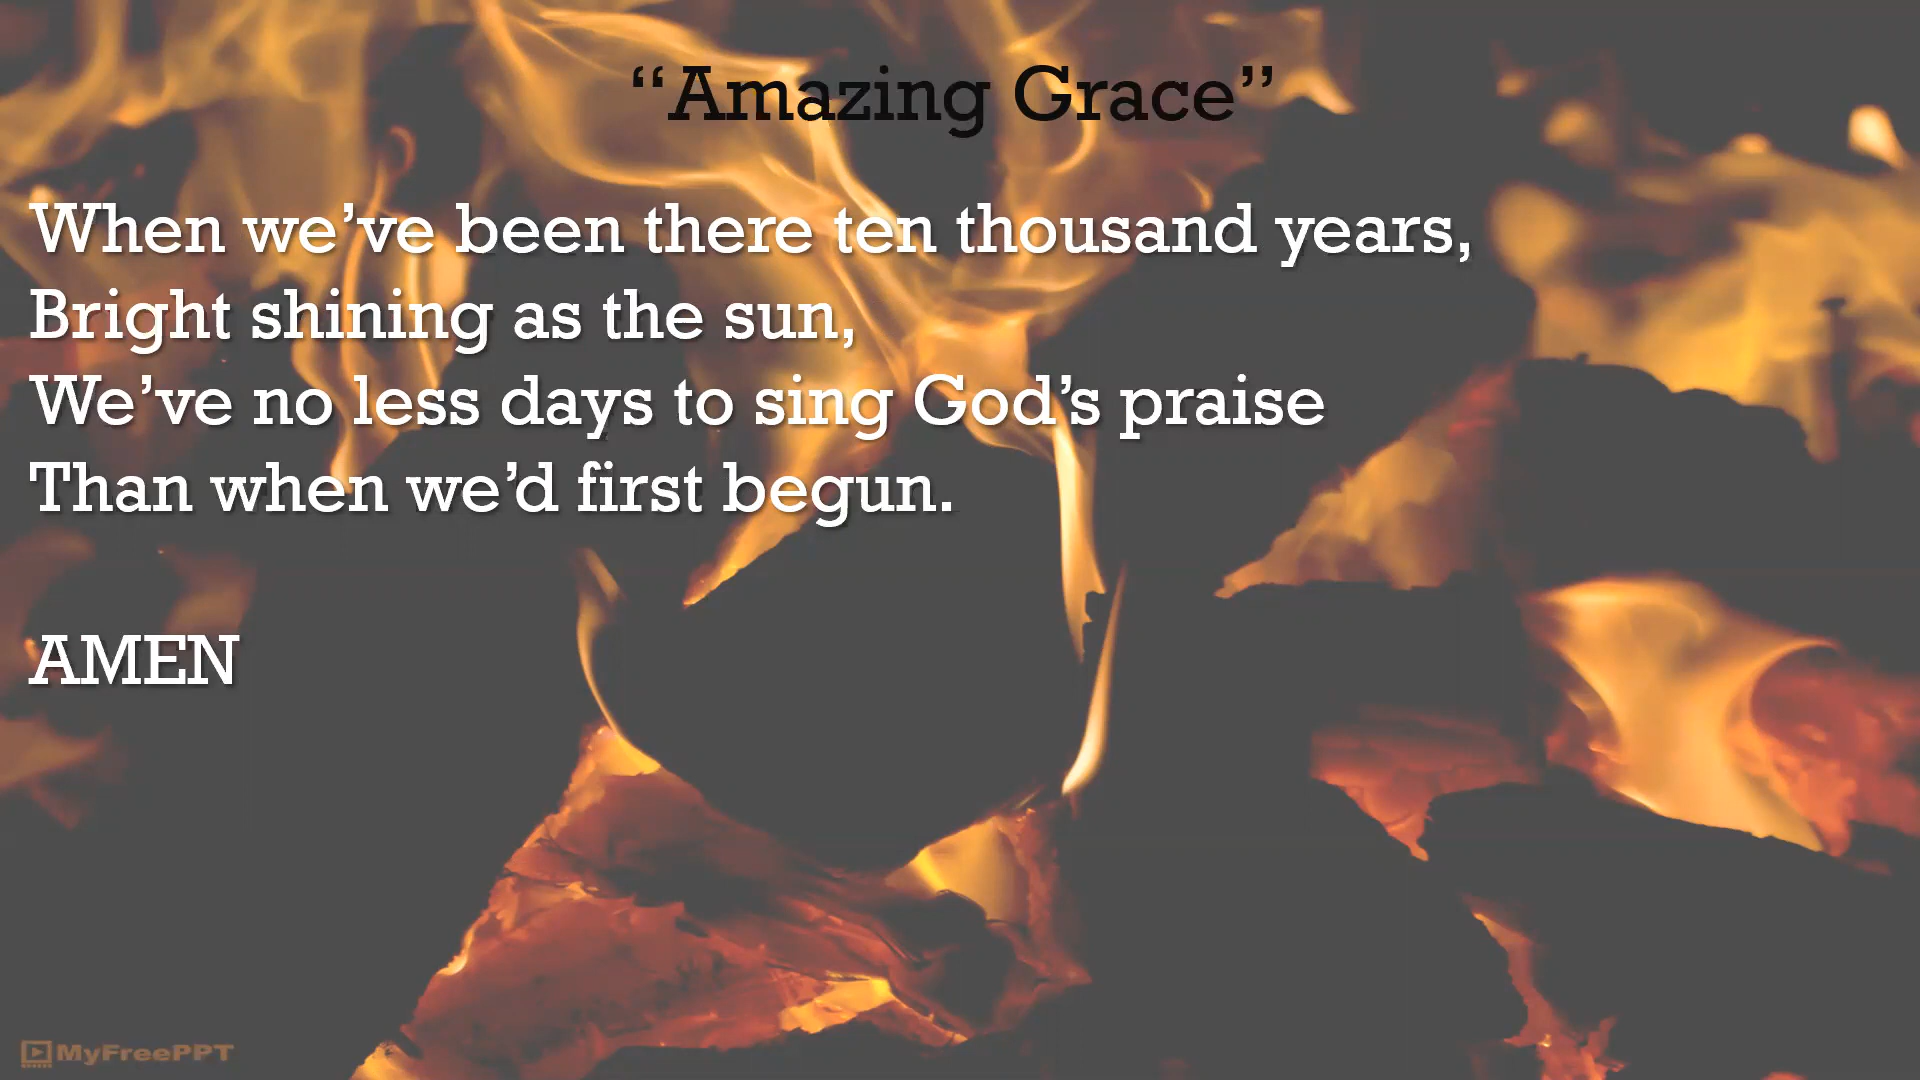 “Amazing Grace”
When we’ve been there ten thousand years,
Bright shining as the sun,
We’ve no less days to sing God’s praise
Than when we’d first begun.
AMEN
MyFreePPT